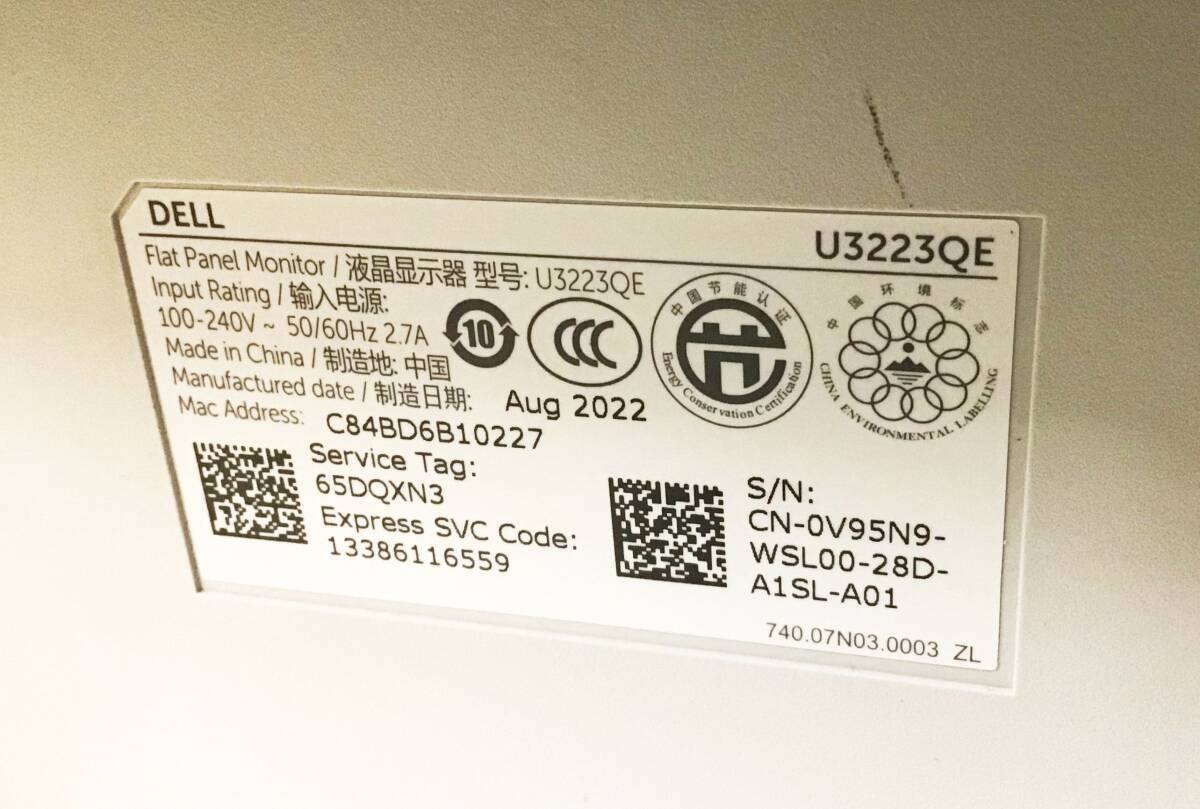 DELL
U3223QE
Flat Panel Monitor / 液晶显示器 型号: U3223QE
Input Rating / 输入电源:
100-240V ~ 50/60Hz 2.7A
Made in China / 制造地: 中国
Manufactured date / 制造日期: Aug 2022
Mac Address: C84BD6B10227
10
CCC
中国节能认证
Energy Conservation Certification
中国环境标志
CHINA ENVIRONMENTAL LABELLING
Service Tag:
65DQXN3
Express SVC Code:
13386116559
S/N:
CN-0V95N9-
WSL00-28D-
A1SL-A01
740.07N03.0003 ZL